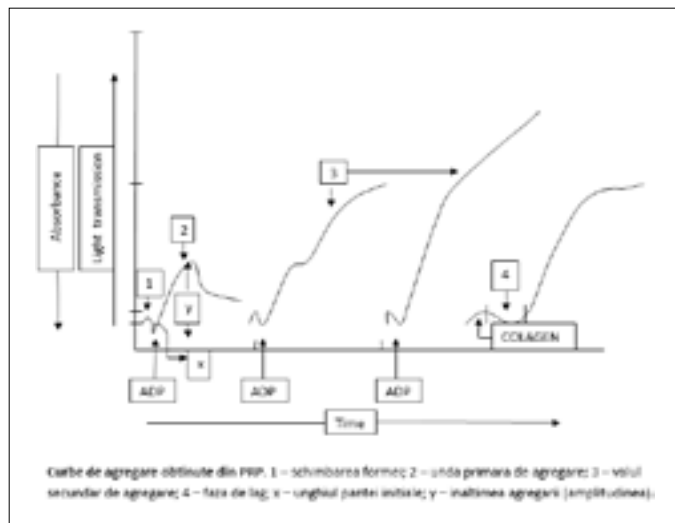 Absorbance
Light transmission
1
2
y
x
3
4
COLAGEN
ADP
ADP
ADP
Time
Curbe de agregare obtinute din PRP. 1 – schimbarea formei; 2 – unda primara de agregare; 3 – valul
secundar de agregare; 4 – faza de lag; x – unghiul pantei initiale; y – inaltimea agregarii (amplitudinea).